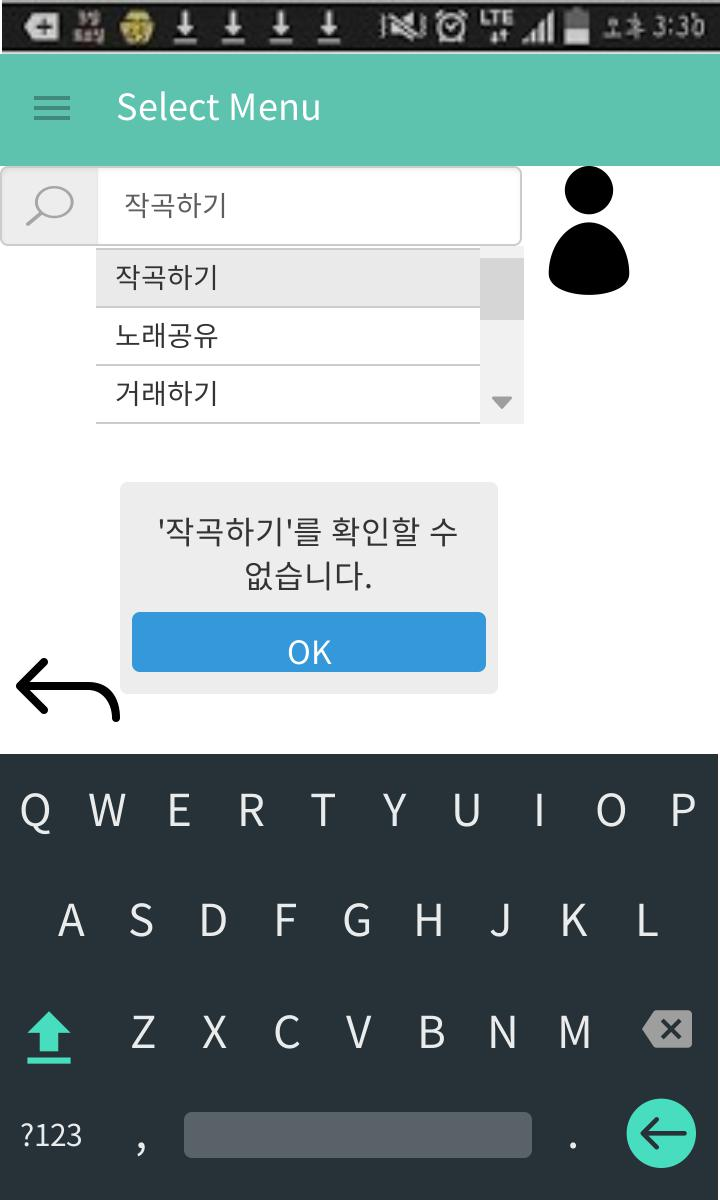 LTE 오후 3:30
Select Menu
작곡하기
작곡하기
노래공유
거래하기
'작곡하기'를 확인할 수
없습니다.
OK
Q W E R T Y U I O P
A S D F G H J K L
Z X C V B N M
?123 , .